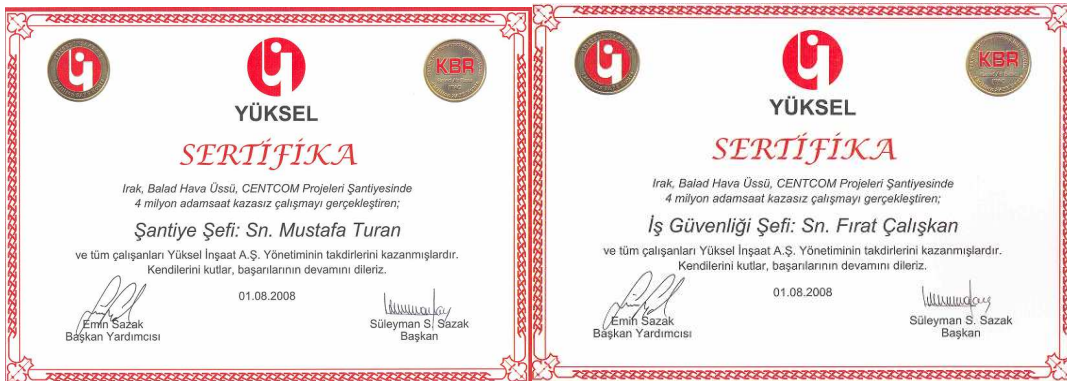 KBR
YÜKSEL
SERTİFİKA
Irak, Balad Hava Üssü, CENTCOM Projeleri Şantiyesinde
4 milyon adamsaat kazasız çalışmayı gerçekleştiren;
Şantiye Şefi: Sn. Mustafa Turan
ve tüm çalışanları Yüksel İnşaat A.Ş. Yönetiminin takdirlerini kazanmışlardır.
Kendilerini kutlar, başarılarının devamını dileriz.
01.08.2008
Emin Sazak
Başkan Yardımcısı
Süleyman S. Sazak
Başkan
KBR
YÜKSEL
SERTİFİKA
Irak, Balad Hava Üssü, CENTCOM Projeleri Şantiyesinde
4 milyon adamsaat kazasız çalışmayı gerçekleştiren;
İş Güvenliği Şefi: Sn. Fırat Çalışkan
ve tüm çalışanları Yüksel İnşaat A.Ş. Yönetiminin takdirlerini kazanmışlardır.
Kendilerini kutlar, başarılarının devamını dileriz.
01.08.2008
Emin Sazak
Başkan Yardımcısı
Süleyman S. Sazak
Başkan